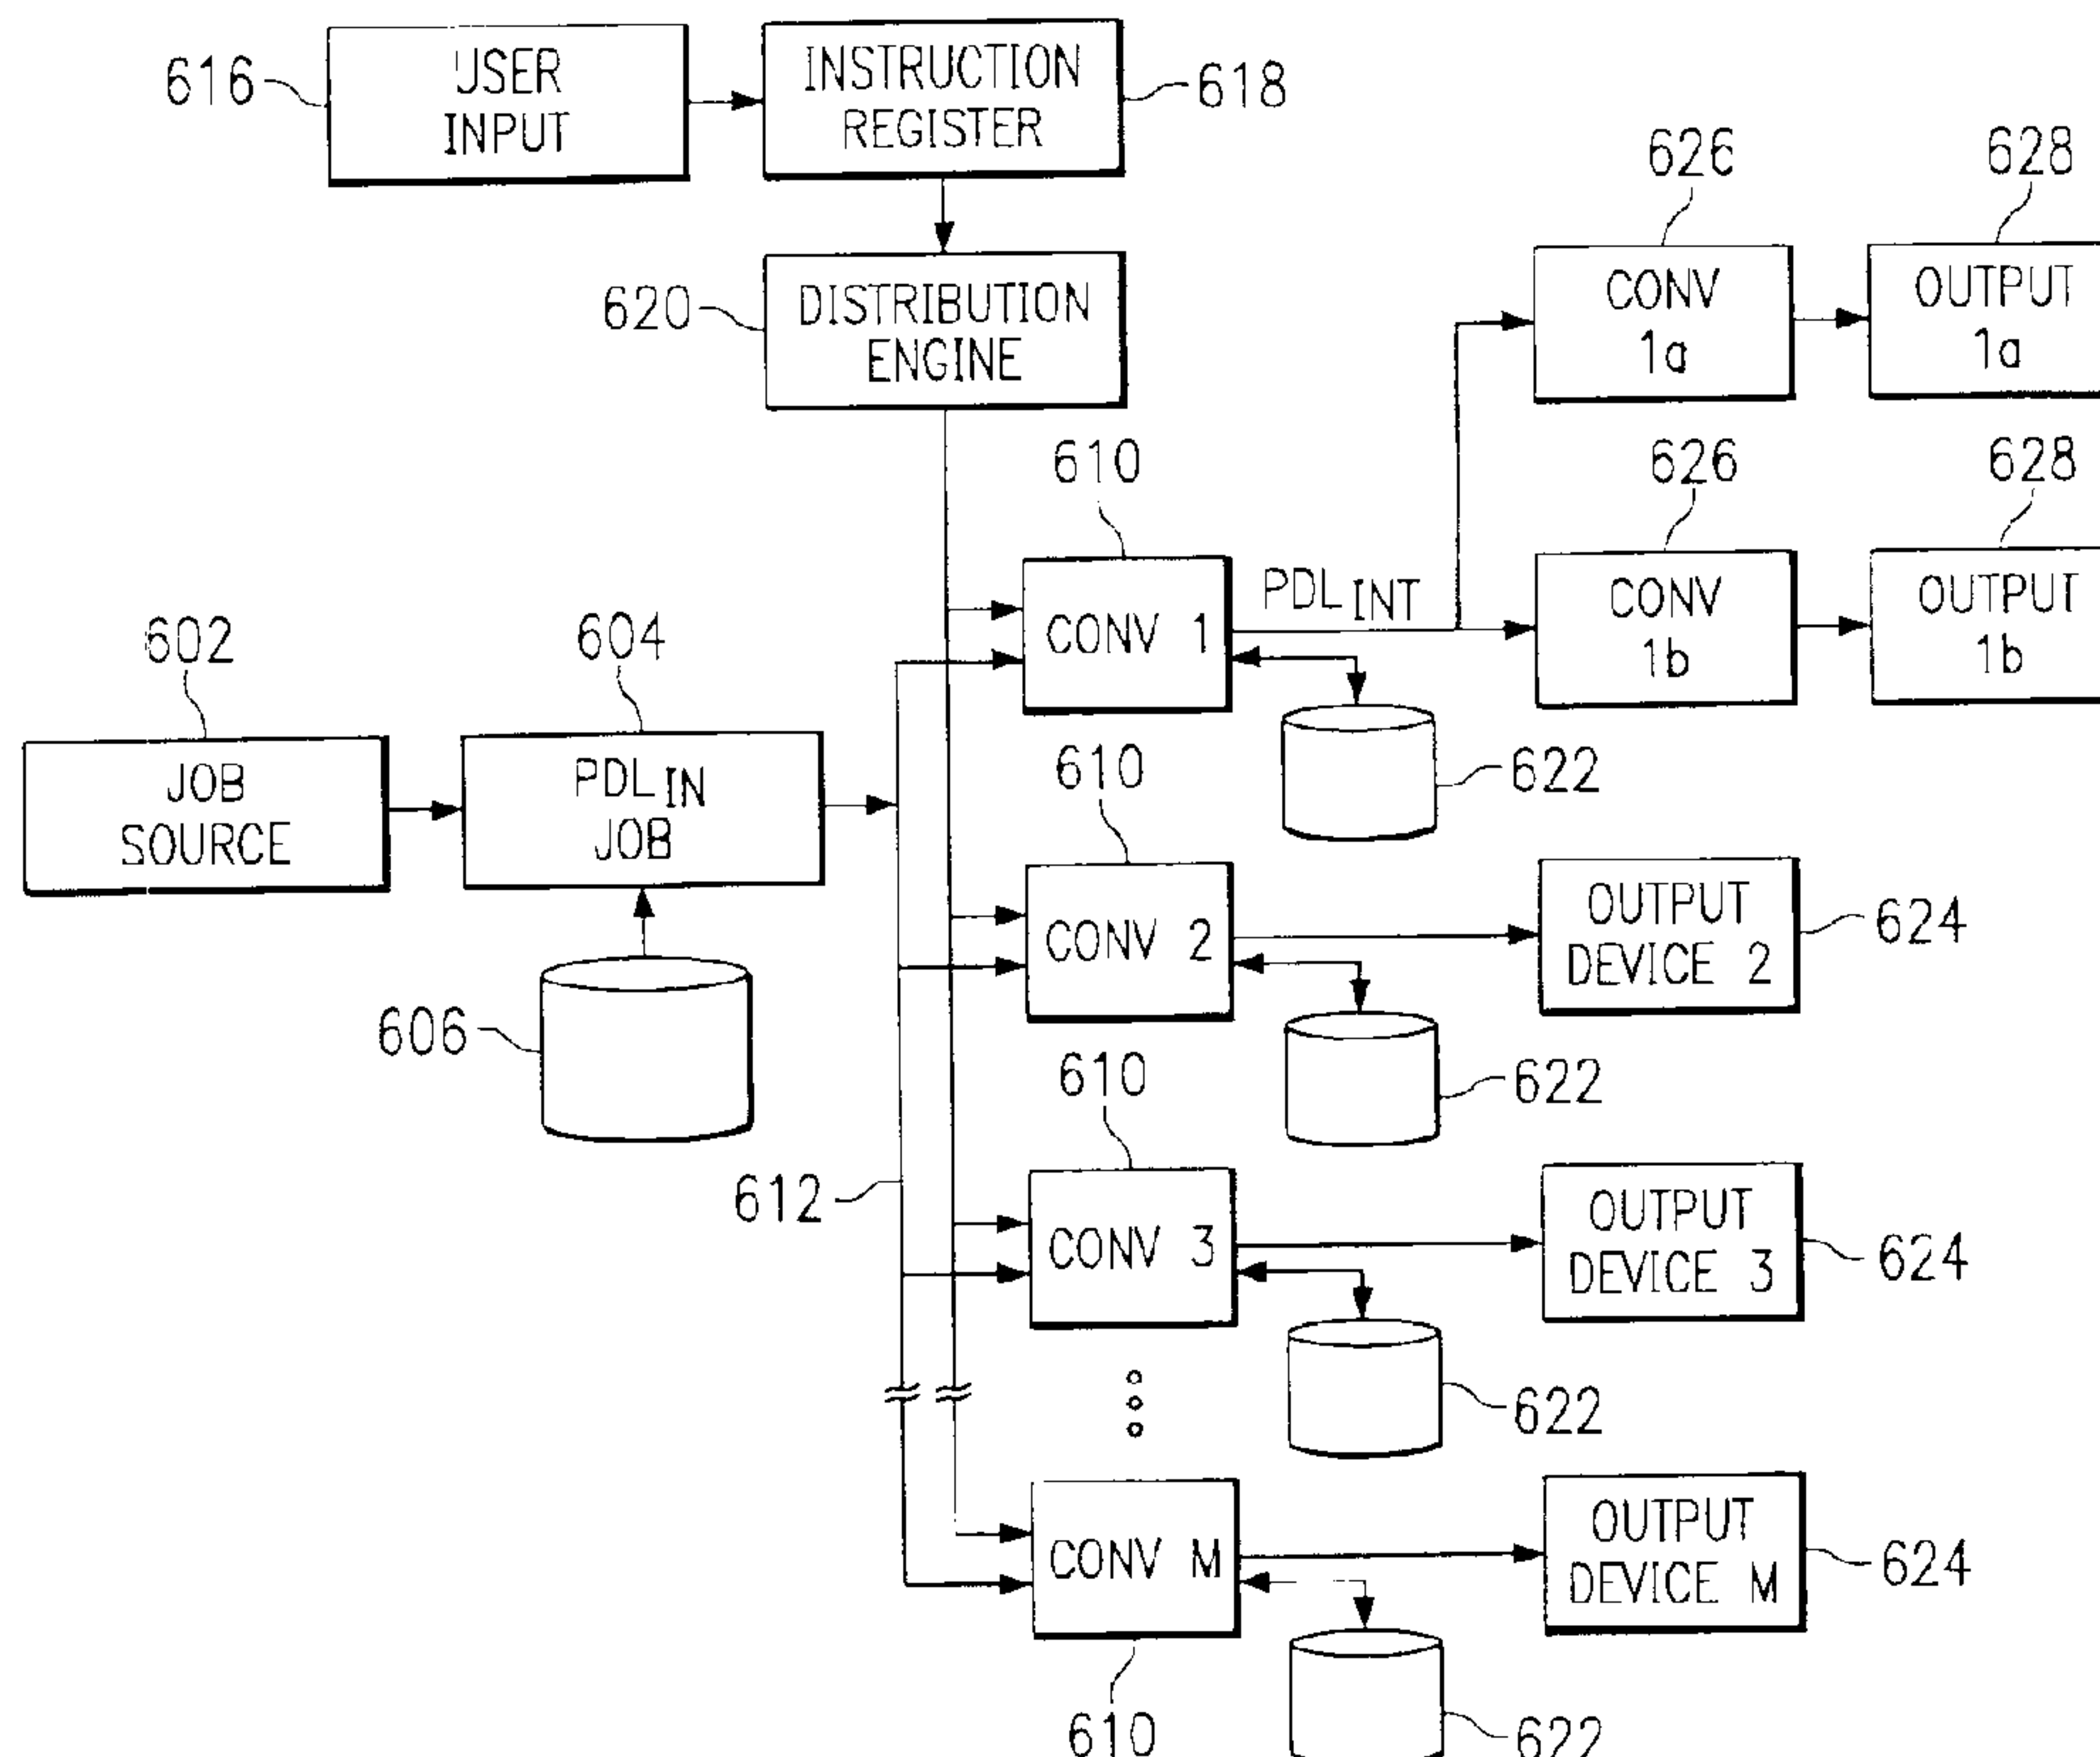 616
USER
INPUT
INSTRUCTION
REGISTER
618
620
DISTRIBUTION
ENGINE
626
CONV
1a
628
OUTPUT
1a
610
CONV 1
PDL INT
626
CONV
1b
628
OUTPUT
1b
622
602
JOB
SOURCE
604
PDL IN
JOB
606
612
610
CONV 2
OUTPUT
DEVICE 2
624
622
610
CONV 3
OUTPUT
DEVICE 3
624
622
CONV M
610
OUTPUT
DEVICE M
624
622